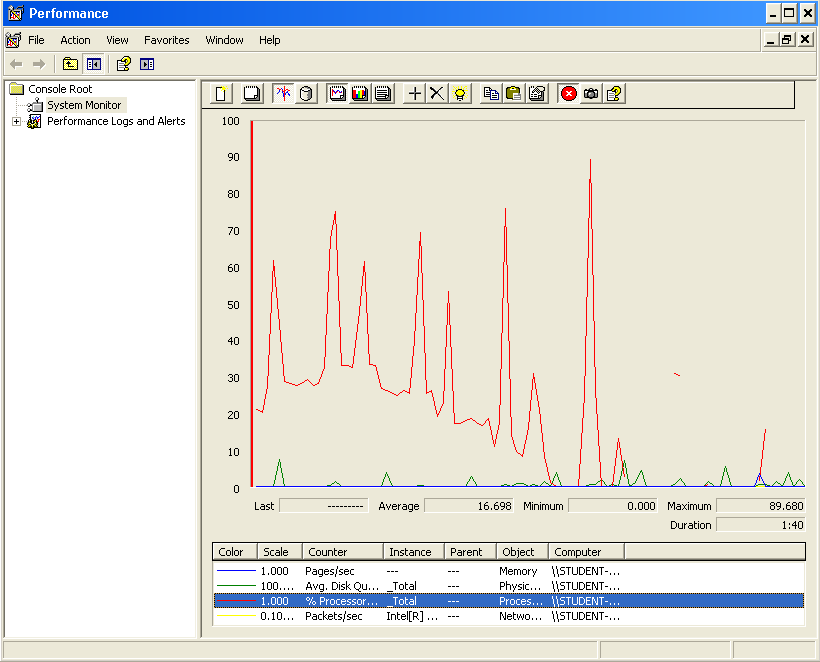 Performance
File Action View Favorites Window Help
Console Root
System Monitor
Performance Logs and Alerts
100
90
80
70
60
50
40
30
20
10
0
Last --------- Average 16.698 Minimum 0.000 Maximum 89.680
Duration 1:40
Color Scale Counter Instance Parent Object Computer
1.000 Pages/sec --- --- Memory \\STUDENT-...
100.... Avg. Disk Qu... _Total --- Physic... \\STUDENT-...
1.000 % Processor... _Total --- Proces... \\STUDENT-...
0.10... Packets/sec Intel[R] ... --- Netwo... \\STUDENT-...